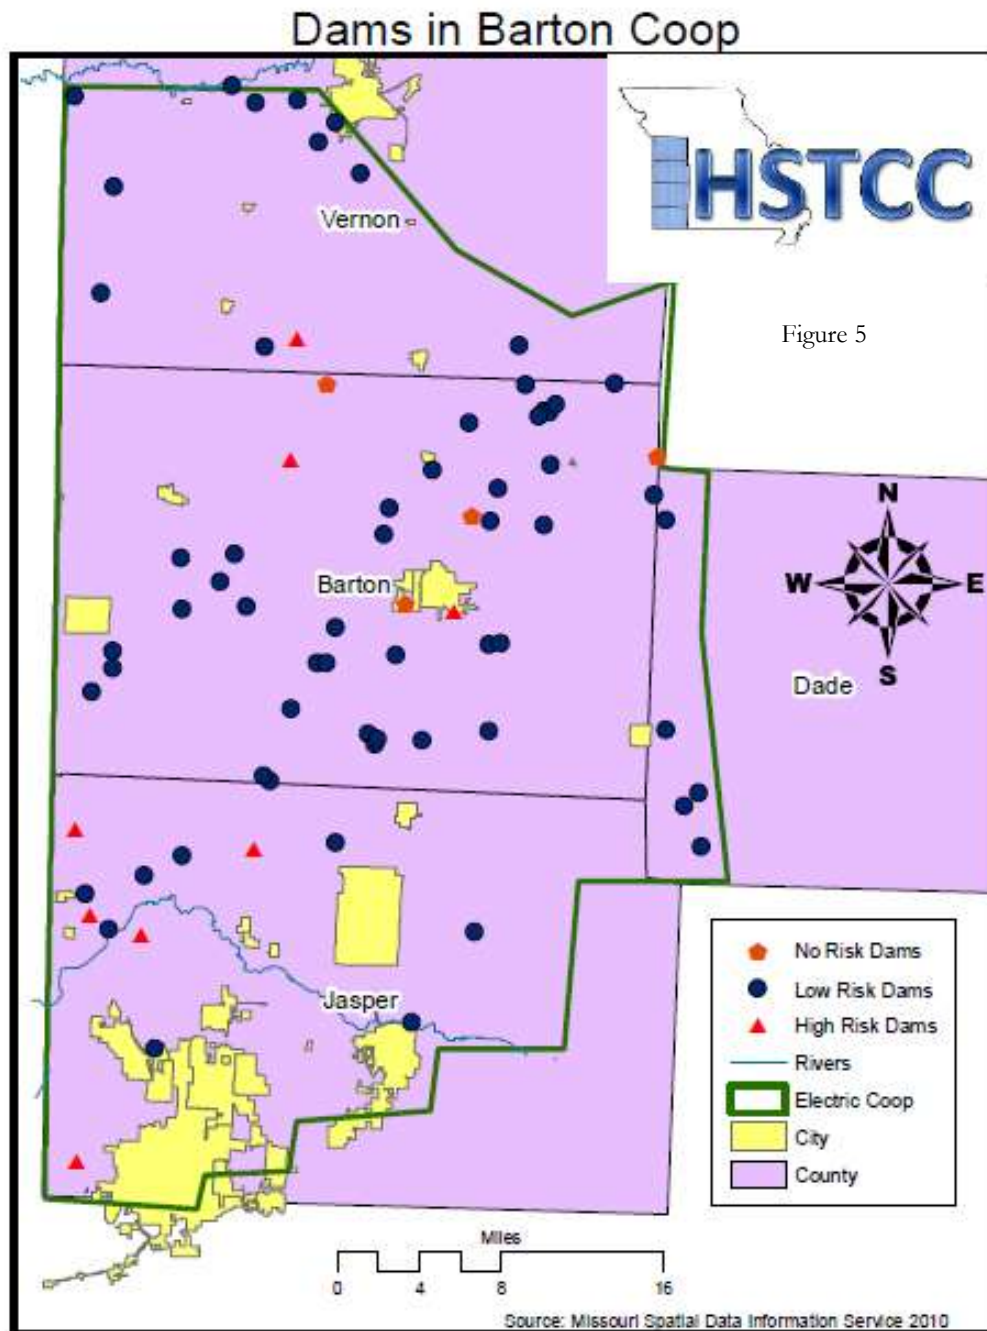 Dams in Barton Coop
HSTCC
Figure 5
Vernon
N
Barton
W
E
S
Dade
Jasper
No Risk Dams
Low Risk Dams
High Risk Dams
Rivers
Electric Coop
City
County
Miles
0 4 8 16
Source: Missouri Spatial Data Information Service 2010